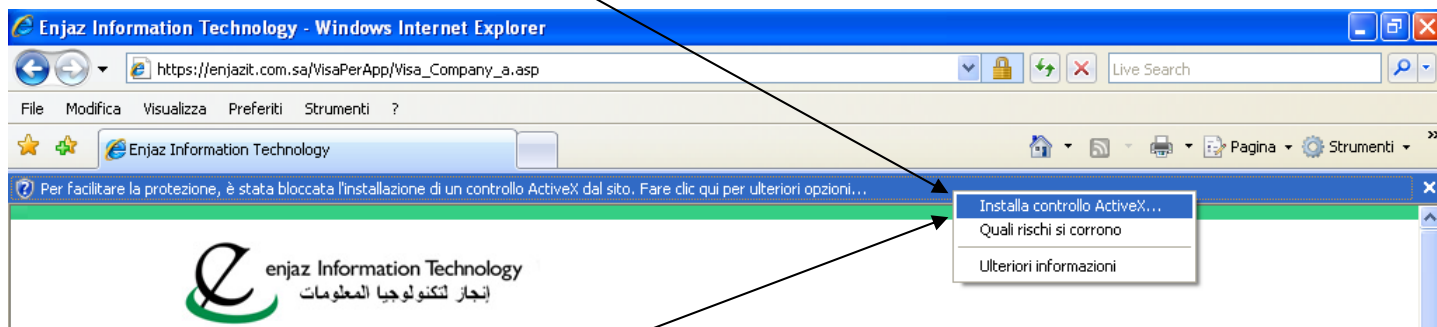 Enjaz Information Technology - Windows Internet Explorer
https://enjazit.com.sa/VisaPerApp/Visa_Company_a.asp
Live Search
File Modifica Visualizza Preferiti Strumenti ?
Enjaz Information Technology
Pagina Strumenti
Per facilitare la protezione, è stata bloccata l'installazione di un controllo ActiveX dal sito. Fare clic qui per ulteriori opzioni...
Installa controllo ActiveX...
Quali rischi si corrono
Ulteriori informazioni
enjaz Information Technology
إنجاز لتكنولوجيا المعلومات